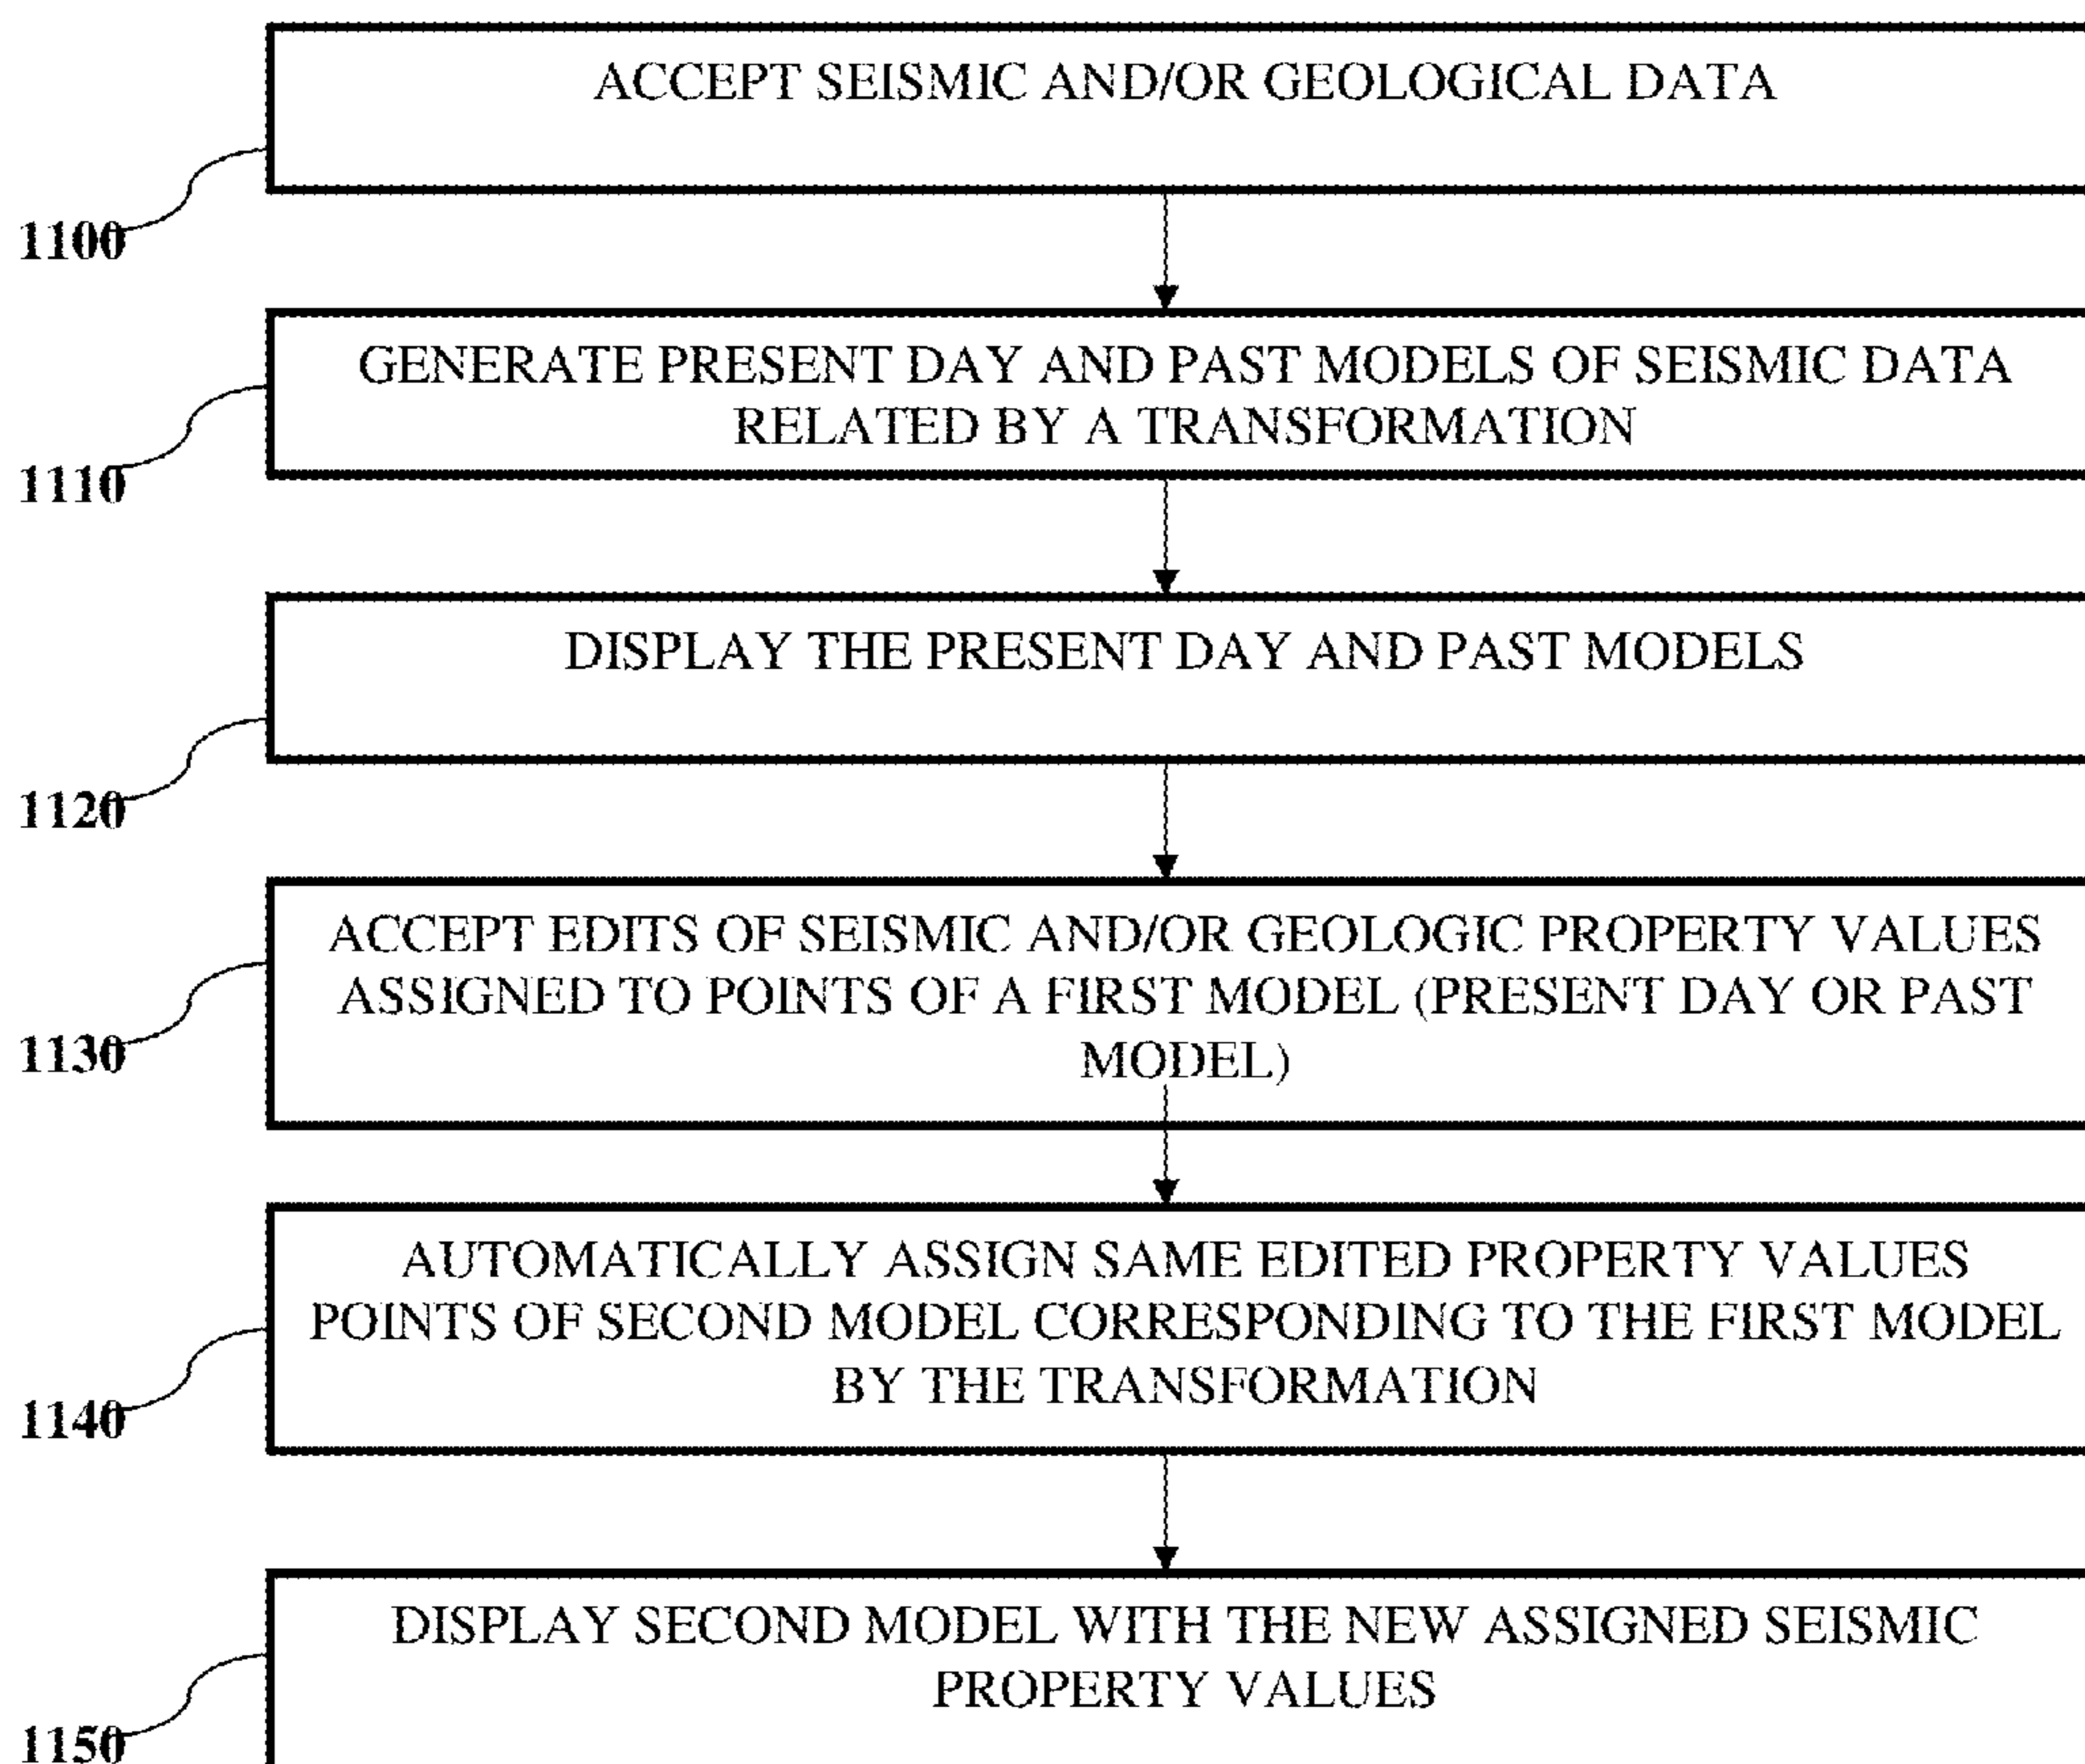 ACCEPT SEISMIC AND/OR GEOLOGICAL DATA
1100
GENERATE PRESENT DAY AND PAST MODELS OF SEISMIC DATA
RELATED BY A TRANSFORMATION
1110
DISPLAY THE PRESENT DAY AND PAST MODELS
1120
ACCEPT EDITS OF SEISMIC AND/OR GEOLOGIC PROPERTY VALUES
ASSIGNED TO POINTS OF A FIRST MODEL (PRESENT DAY OR PAST
MODEL)
1130
AUTOMATICALLY ASSIGN SAME EDITED PROPERTY VALUES
POINTS OF SECOND MODEL CORRESPONDING TO THE FIRST MODEL
BY THE TRANSFORMATION
1140
DISPLAY SECOND MODEL WITH THE NEW ASSIGNED SEISMIC
PROPERTY VALUES
1150